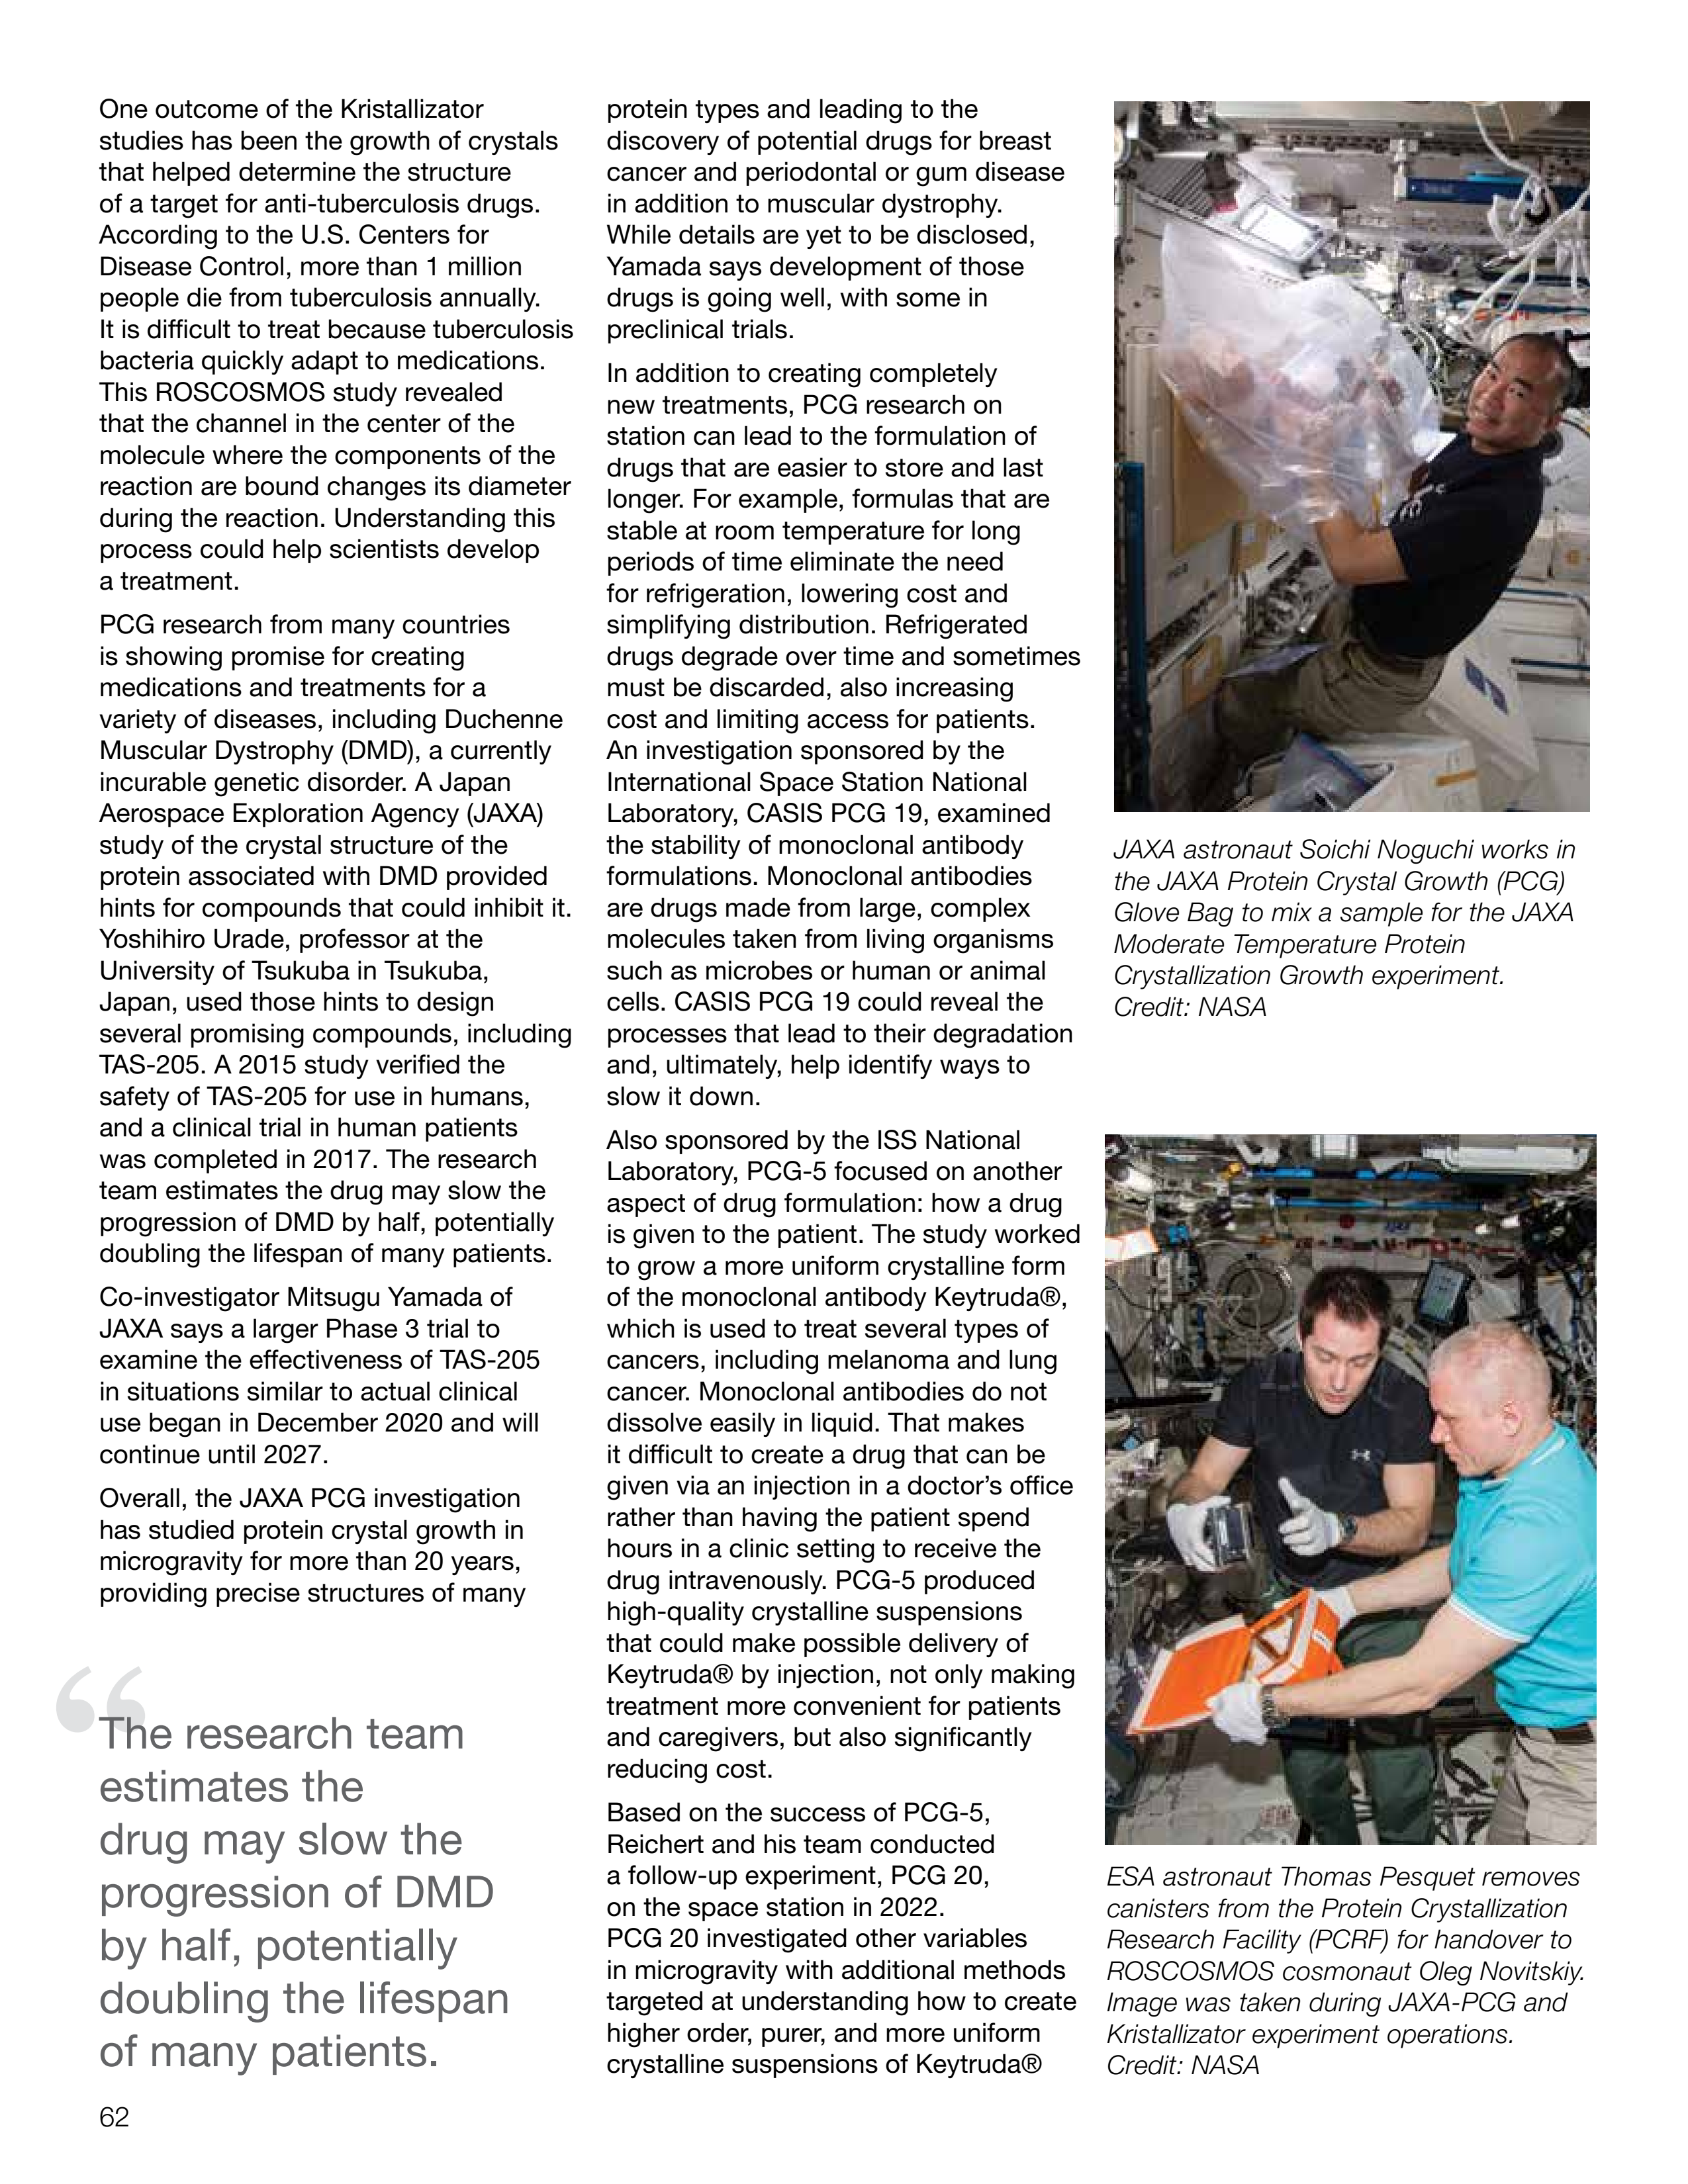 One outcome of the Kristallizator
studies has been the growth of crystals
that helped determine the structure
of a target for anti-tuberculosis drugs.
According to the U.S. Centers for
Disease Control, more than 1 million
people die from tuberculosis annually.
It is difficult to treat because tuberculosis
bacteria quickly adapt to medications.
This ROSCOSMOS study revealed
that the channel in the center of the
molecule where the components of the
reaction are bound changes its diameter
during the reaction. Understanding this
process could help scientists develop
a treatment.
PCG research from many countries
is showing promise for creating
medications and treatments for a
variety of diseases, including Duchenne
Muscular Dystrophy (DMD), a currently
incurable genetic disorder. A Japan
Aerospace Exploration Agency (JAXA)
study of the crystal structure of the
protein associated with DMD provided
hints for compounds that could inhibit it.
Yoshihiro Urade, professor at the
University of Tsukuba in Tsukuba,
Japan, used those hints to design
several promising compounds, including
TAS-205. A 2015 study verified the
safety of TAS-205 for use in humans,
and a clinical trial in human patients
was completed in 2017. The research
team estimates the drug may slow the
progression of DMD by half, potentially
doubling the lifespan of many patients.
Co-investigator Mitsugu Yamada of
JAXA says a larger Phase 3 trial to
examine the effectiveness of TAS-205
in situations similar to actual clinical
use began in December 2020 and will
continue until 2027.
Overall, the JAXA PCG investigation
has studied protein crystal growth in
microgravity for more than 20 years,
providing precise structures of many
“
The research team
estimates the
drug may slow the
progression of DMD
by half, potentially
doubling the lifespan
of many patients.
62
protein types and leading to the
discovery of potential drugs for breast
cancer and periodontal or gum disease
in addition to muscular dystrophy.
While details are yet to be disclosed,
Yamada says development of those
drugs is going well, with some in
preclinical trials.
In addition to creating completely
new treatments, PCG research on
station can lead to the formulation of
drugs that are easier to store and last
longer. For example, formulas that are
stable at room temperature for long
periods of time eliminate the need
for refrigeration, lowering cost and
simplifying distribution. Refrigerated
drugs degrade over time and sometimes
must be discarded, also increasing
cost and limiting access for patients.
An investigation sponsored by the
International Space Station National
Laboratory, CASIS PCG 19, examined
the stability of monoclonal antibody
formulations. Monoclonal antibodies
are drugs made from large, complex
molecules taken from living organisms
such as microbes or human or animal
cells. CASIS PCG 19 could reveal the
processes that lead to their degradation
and, ultimately, help identify ways to
slow it down.
Also sponsored by the ISS National
Laboratory, PCG-5 focused on another
aspect of drug formulation: how a drug
is given to the patient. The study worked
to grow a more uniform crystalline form
of the monoclonal antibody Keytruda®,
which is used to treat several types of
cancers, including melanoma and lung
cancer. Monoclonal antibodies do not
dissolve easily in liquid. That makes
it difficult to create a drug that can be
given via an injection in a doctor’s office
rather than having the patient spend
hours in a clinic setting to receive the
drug intravenously. PCG-5 produced
high-quality crystalline suspensions
that could make possible delivery of
Keytruda® by injection, not only making
treatment more convenient for patients
and caregivers, but also significantly
reducing cost.
Based on the success of PCG-5,
Reichert and his team conducted
a follow-up experiment, PCG 20,
on the space station in 2022.
PCG 20 investigated other variables
in microgravity with additional methods
targeted at understanding how to create
higher order, purer, and more uniform
crystalline suspensions of Keytruda®
JAXA astronaut Soichi Noguchi works in
the JAXA Protein Crystal Growth (PCG)
Glove Bag to mix a sample for the JAXA
Moderate Temperature Protein
Crystallization Growth experiment.
Credit: NASA
ESA astronaut Thomas Pesquet removes
canisters from the Protein Crystallization
Research Facility (PCRF) for handover to
ROSCOSMOS cosmonaut Oleg Novitskiy.
Image was taken during JAXA-PCG and
Kristallizator experiment operations.
Credit: NASA